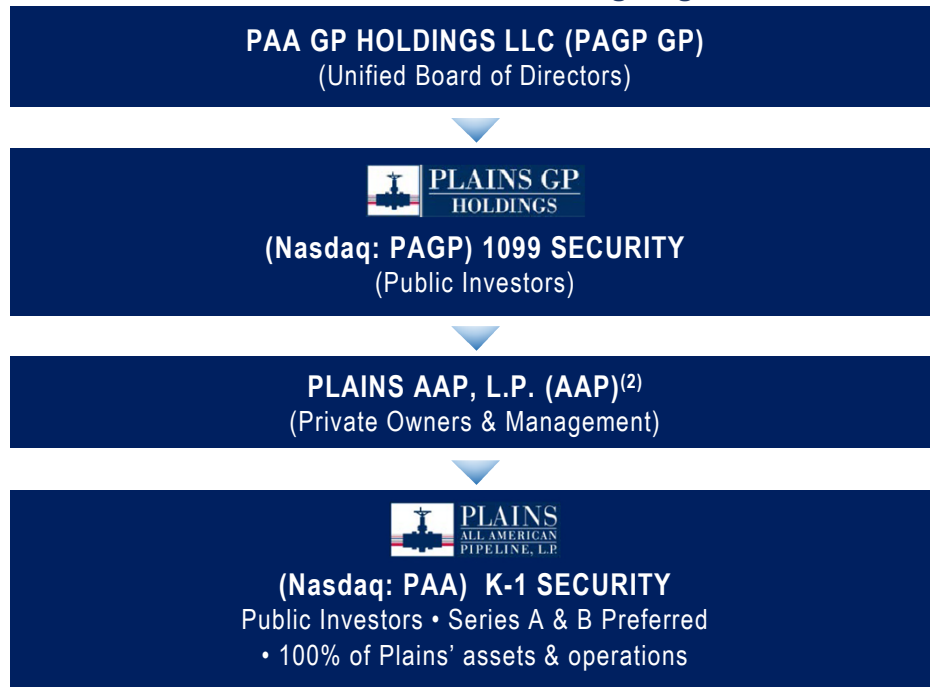 PAA GP HOLDINGS LLC (PAGP GP)
(Unified Board of Directors)
PLAINS GP
HOLDINGS
(Nasdaq: PAGP) 1099 SECURITY
(Public Investors)
PLAINS AAP, L.P. (AAP)(2)
(Private Owners & Management)
PLAINS
ALL AMERICAN
PIPELINE, L.P.
(Nasdaq: PAA) K-1 SECURITY
Public Investors • Series A & B Preferred
• 100% of Plains’ assets & operations